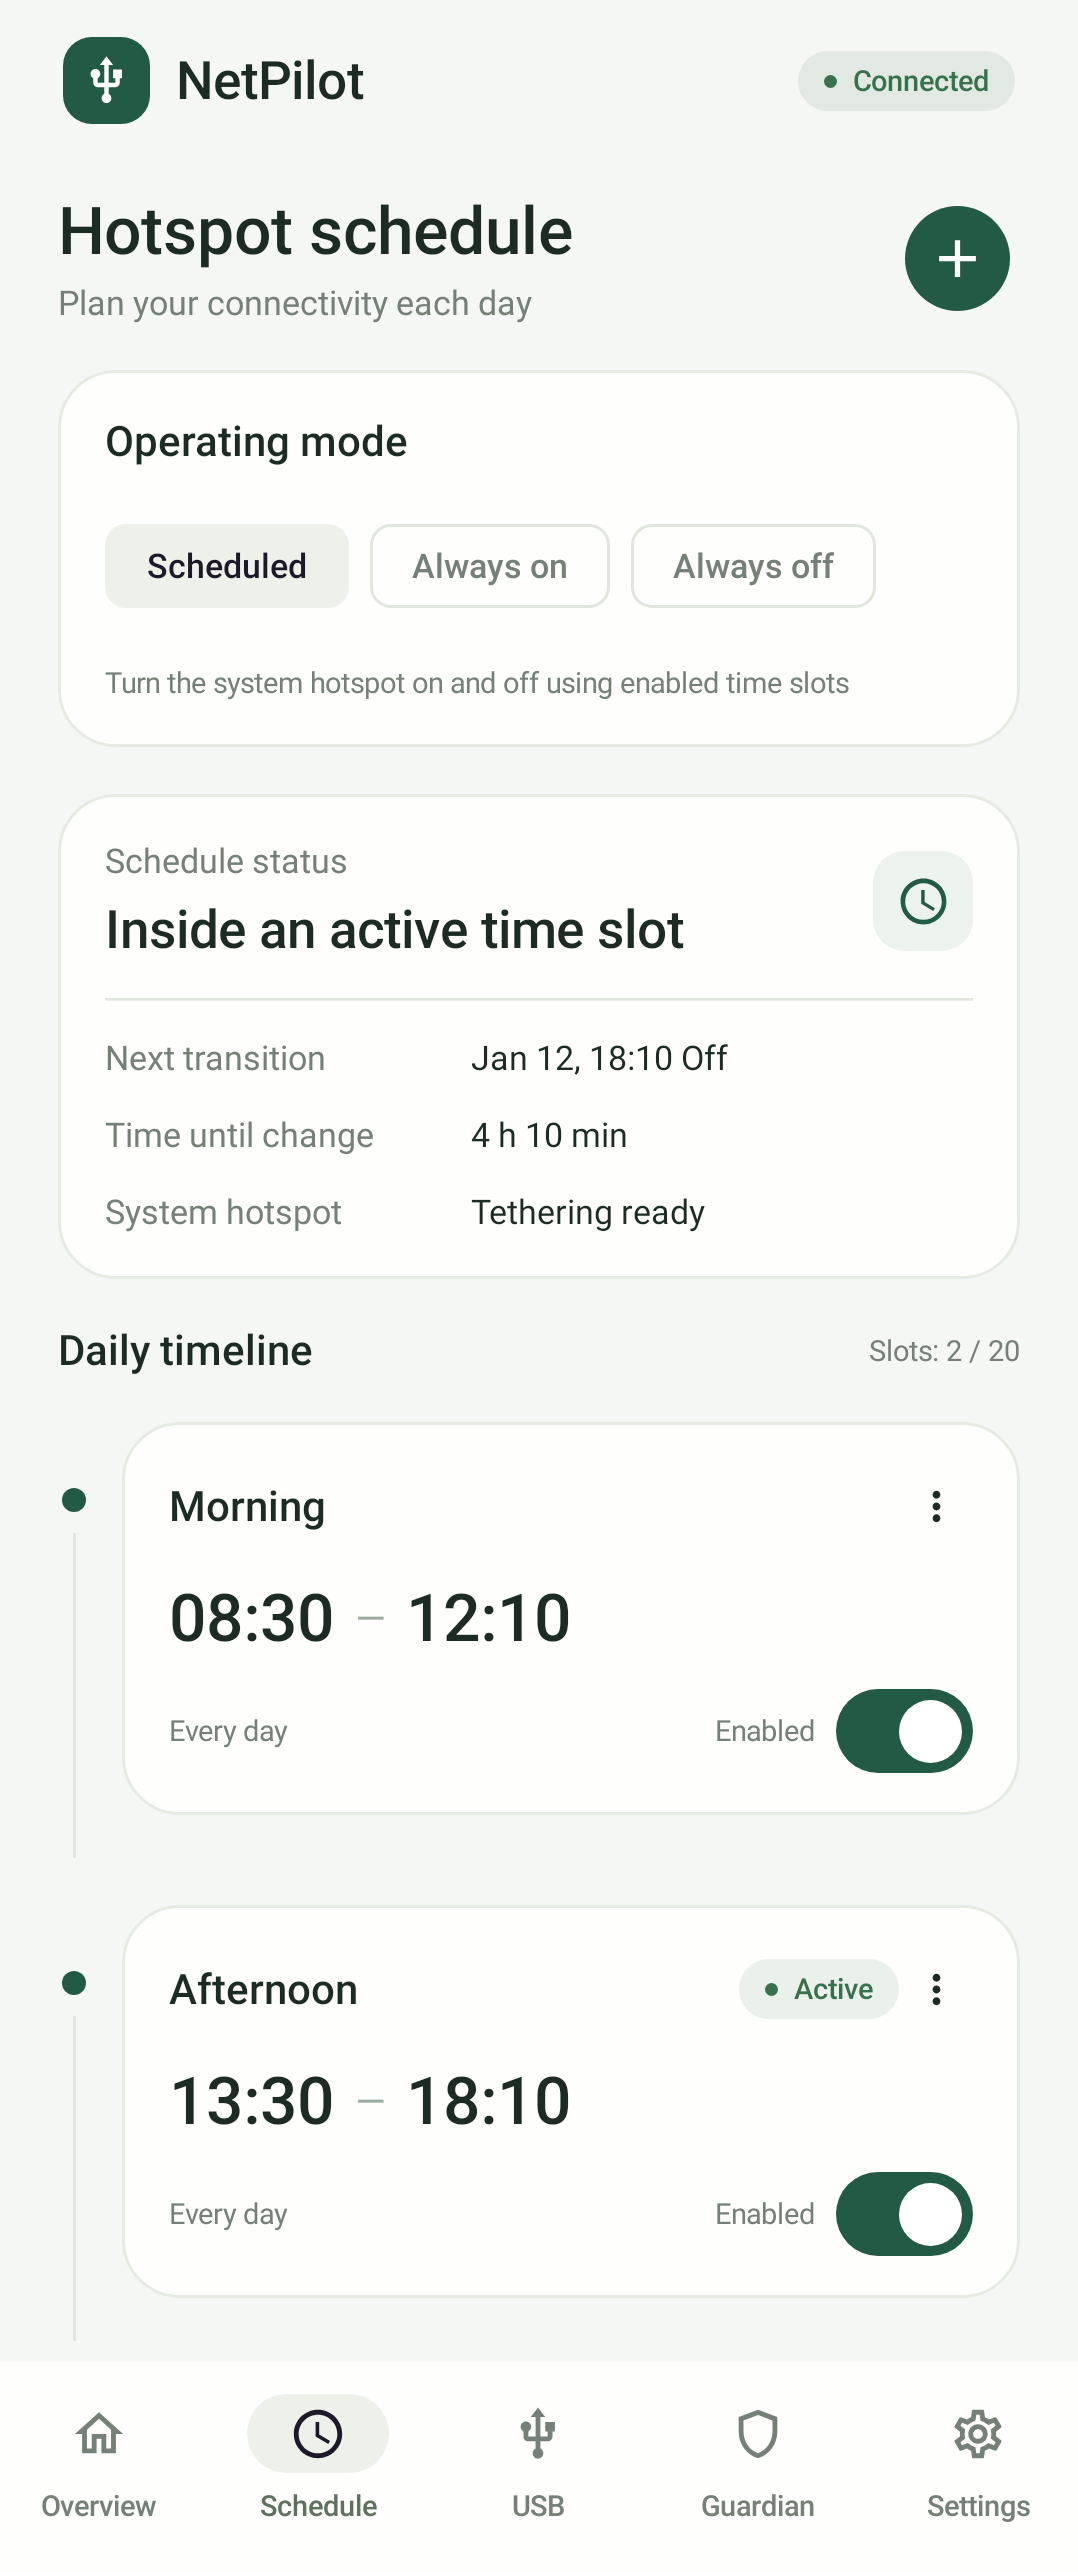 NetPilot
Connected
Hotspot schedule
Plan your connectivity each day
Operating mode
Scheduled
Always on
Always off
Turn the system hotspot on and off using enabled time slots
Schedule status
Inside an active time slot
Next transition
Jan 12, 18:10 Off
Time until change
4 h 10 min
System hotspot
Tethering ready
Daily timeline
Slots: 2 / 20
Morning
08:30 – 12:10
Every day
Enabled
Afternoon
Active
13:30 – 18:10
Every day
Enabled
Overview
Schedule
USB
Guardian
Settings